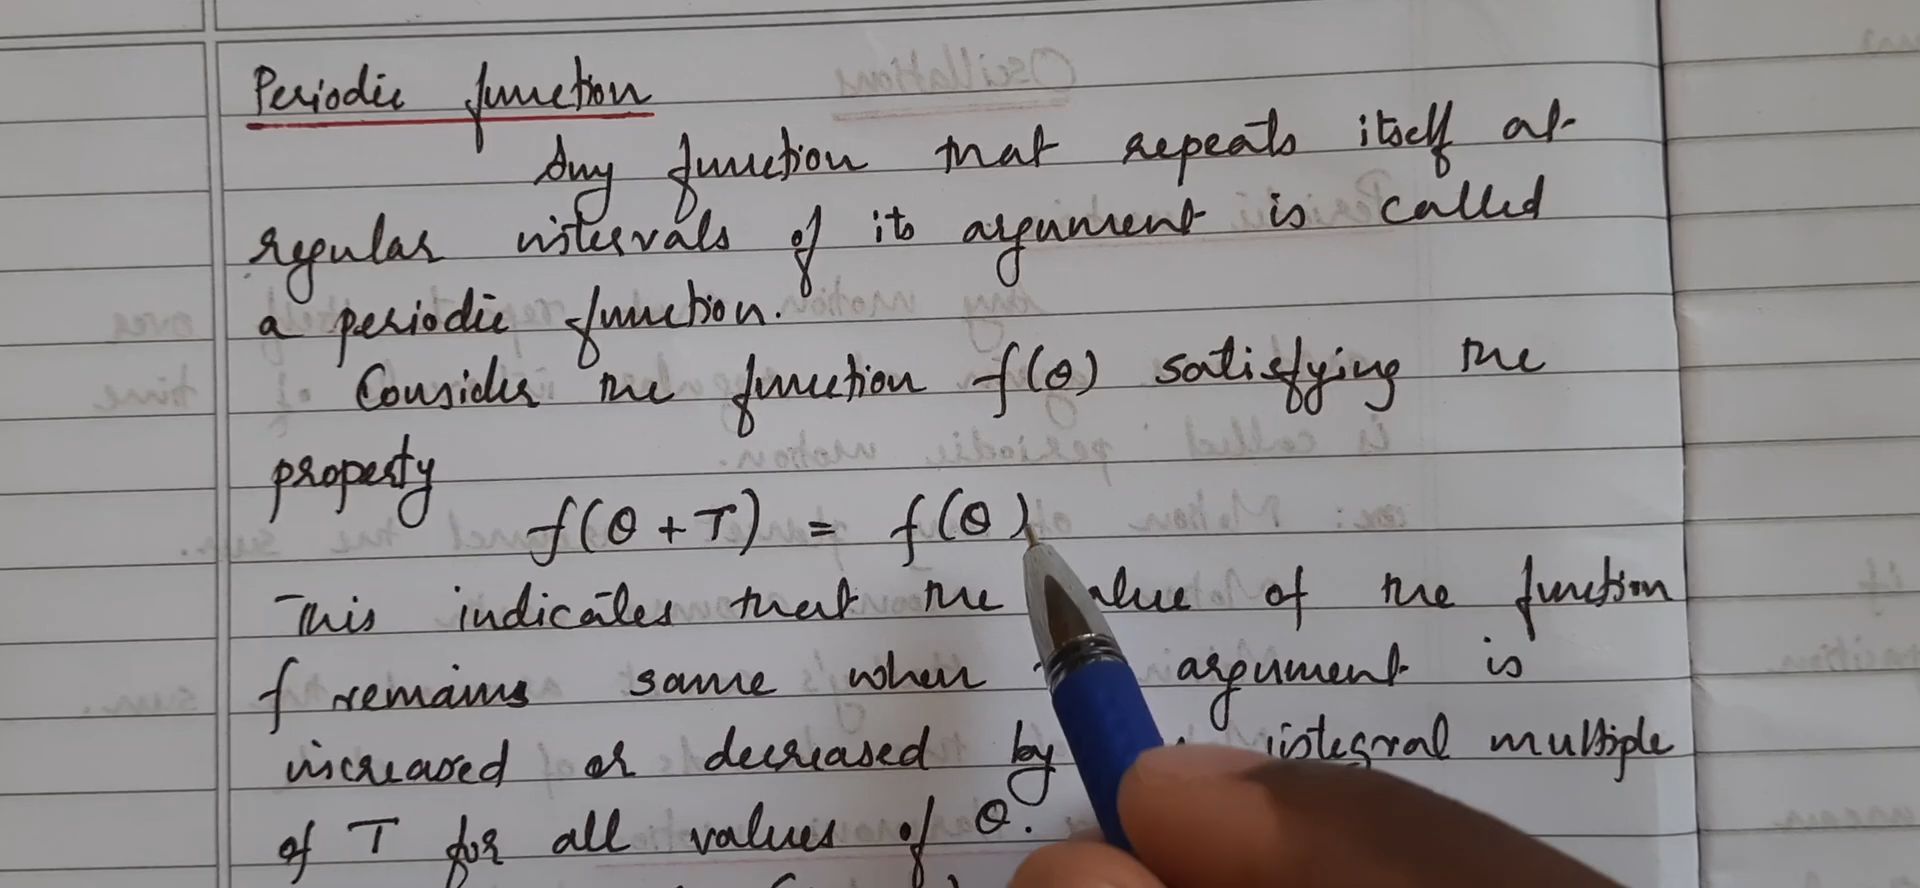 Periodic function
Any function that repeats itself at
regular intervals of its argument is called
a periodic function.
Consider the function f(θ) satisfying the
property
f(θ + T) = f(θ)
This indicates that the value of the function
f remains same when argument is
increased or decreased by integral multiple
of T for all values of θ.